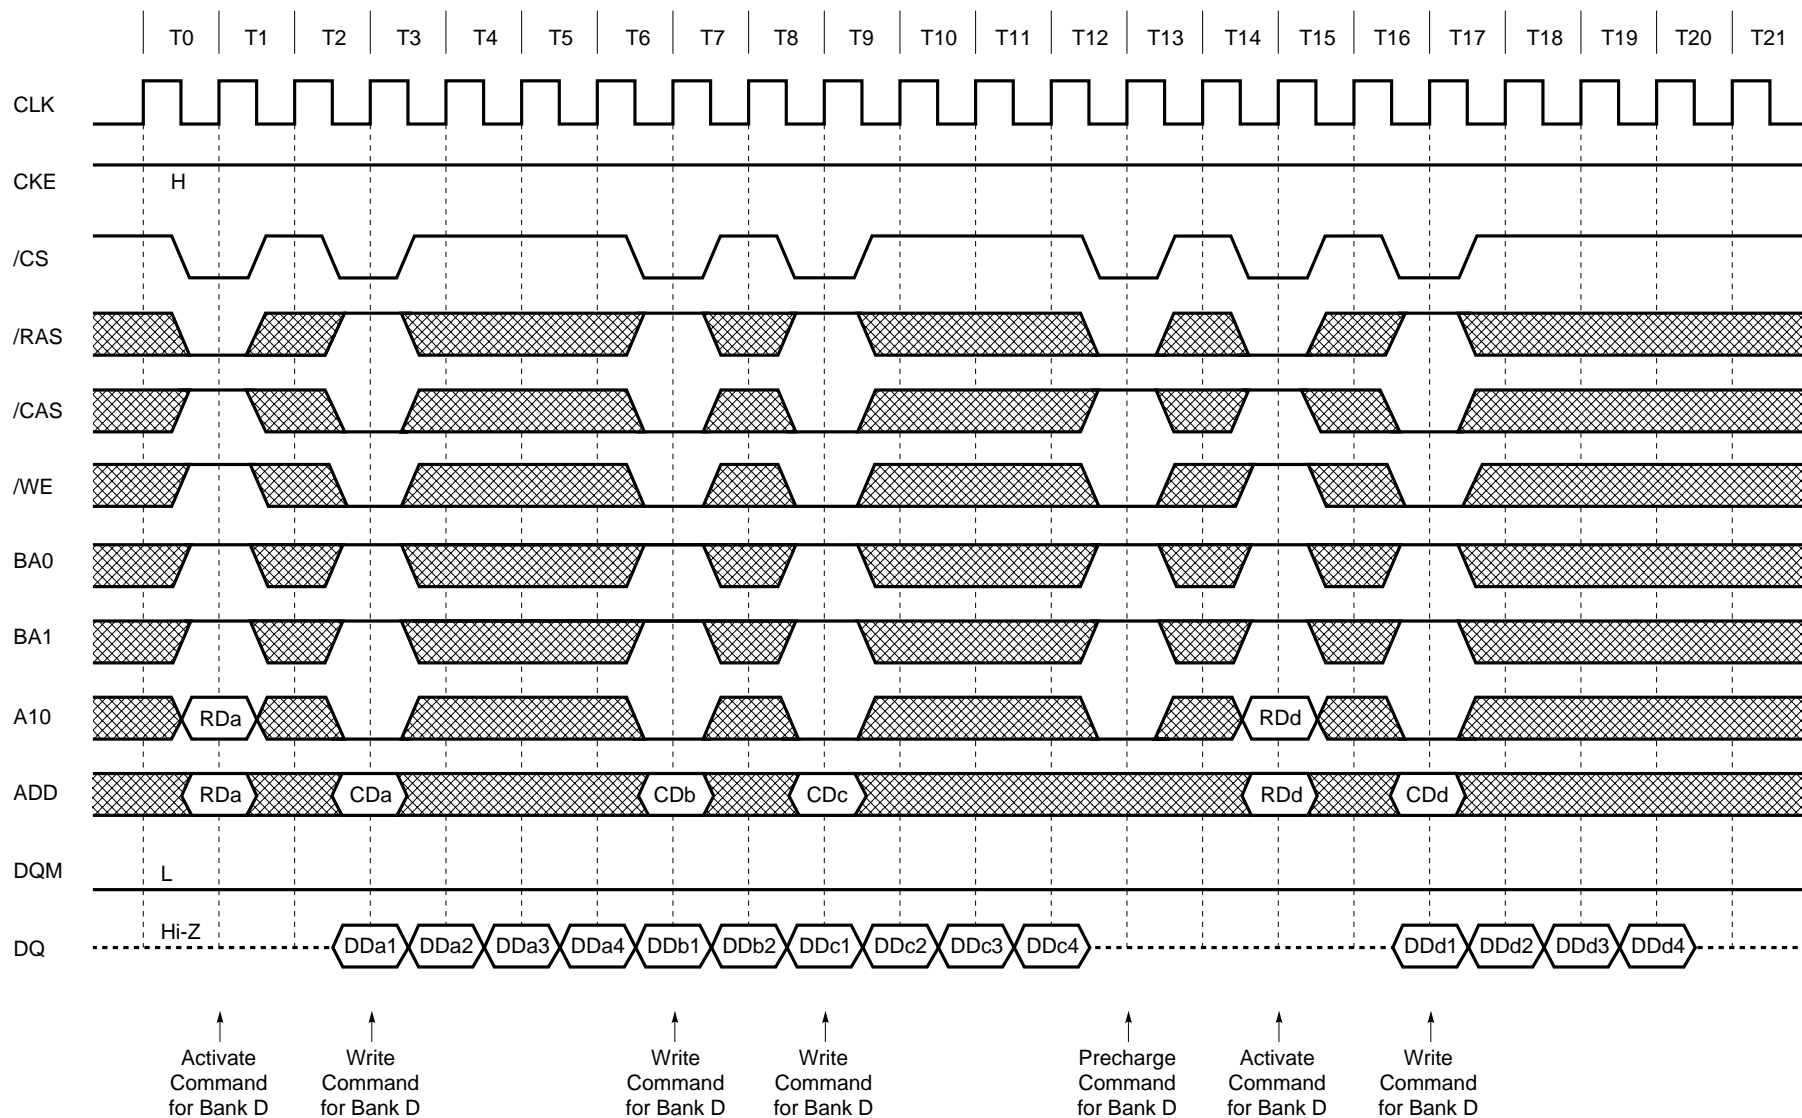 T0 T1 T2 T3 T4 T5 T6 T7 T8 T9 T10 T11 T12 T13 T14 T15 T16 T17 T18 T19 T20 T21
CLK
CKE H
/CS
/RAS
/CAS
/WE
BA0
BA1
A10 RDa RDd
ADD RDa CDa CDb CDc RDd CDd
DQM L
DQ Hi-Z DDa1 DDa2 DDa3 DDa4 DDb1 DDb2 DDc1 DDc2 DDc3 DDc4 DDd1 DDd2 DDd3 DDd4
Activate Write Write Write Precharge Activate Write
Command Command Command Command Command Command Command
for Bank D for Bank D for Bank D for Bank D for Bank D for Bank D for Bank D